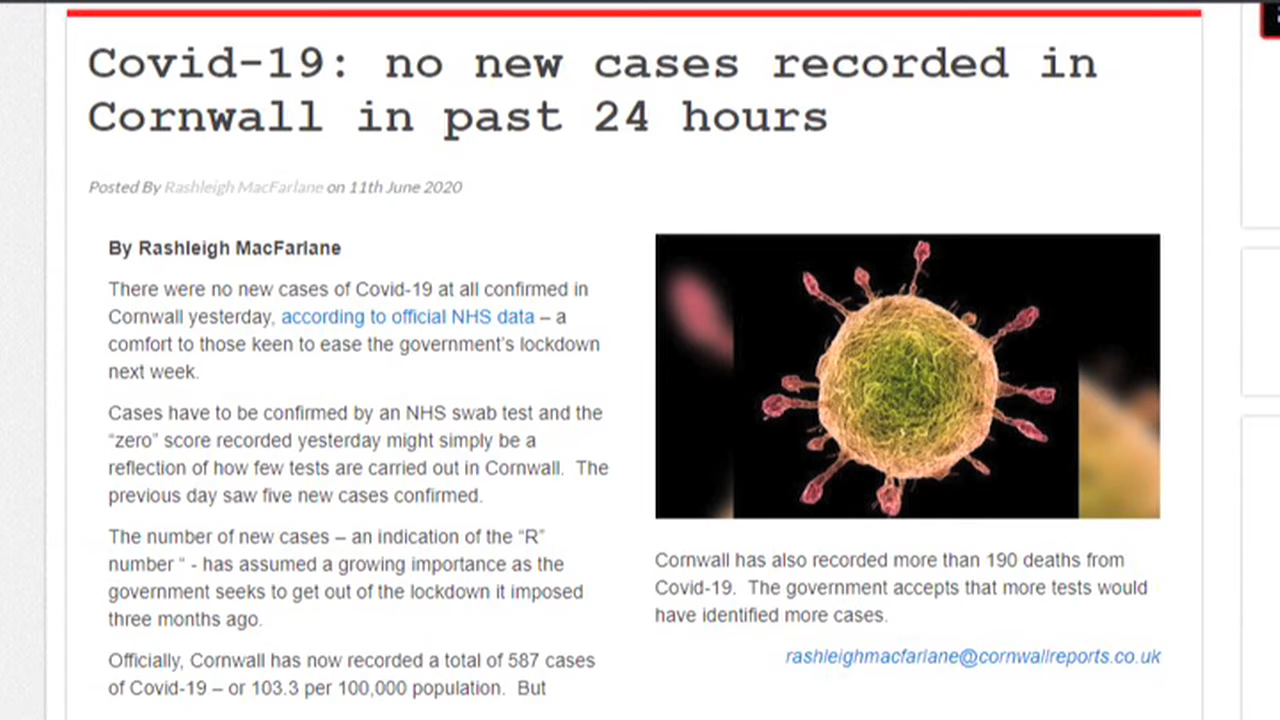 Covid-19: no new cases recorded in
Cornwall in past 24 hours
Posted By Rashleigh MacFarlane on 11th June 2020
By Rashleigh MacFarlane
There were no new cases of Covid-19 at all confirmed in
Cornwall yesterday, according to official NHS data – a
comfort to those keen to ease the government's lockdown
next week.
Cases have to be confirmed by an NHS swab test and the
“zero” score recorded yesterday might simply be a
reflection of how few tests are carried out in Cornwall.  The
previous day saw five new cases confirmed.
The number of new cases – an indication of the “R”
number “ - has assumed a growing importance as the
government seeks to get out of the lockdown it imposed
three months ago.
Officially, Cornwall has now recorded a total of 587 cases
of Covid-19 – or 103.3 per 100,000 population.  But
Cornwall has also recorded more than 190 deaths from
Covid-19.  The government accepts that more tests would
have identified more cases.
rashleighmacfarlane@cornwallreports.co.uk